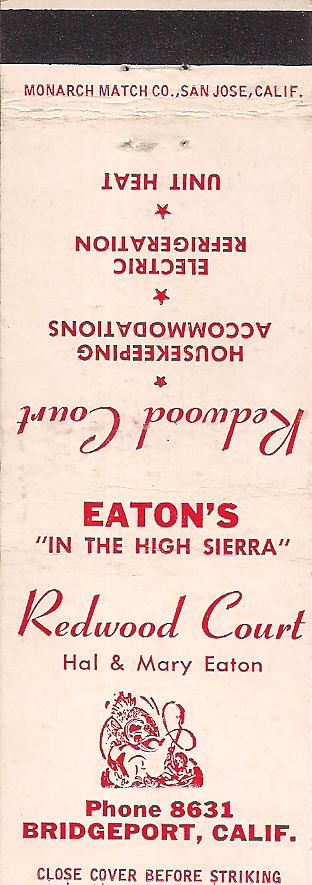 MONARCH MATCH CO., SAN JOSE, CALIF.
Redwood Court
HOUSEKEEPING
ACCOMMODATIONS
ELECTRIC
REFRIGERATION
UNIT HEAT
EATON'S
"IN THE HIGH SIERRA"
Redwood Court
Hal & Mary Eaton
Phone 8631
BRIDGEPORT, CALIF.
CLOSE COVER BEFORE STRIKING